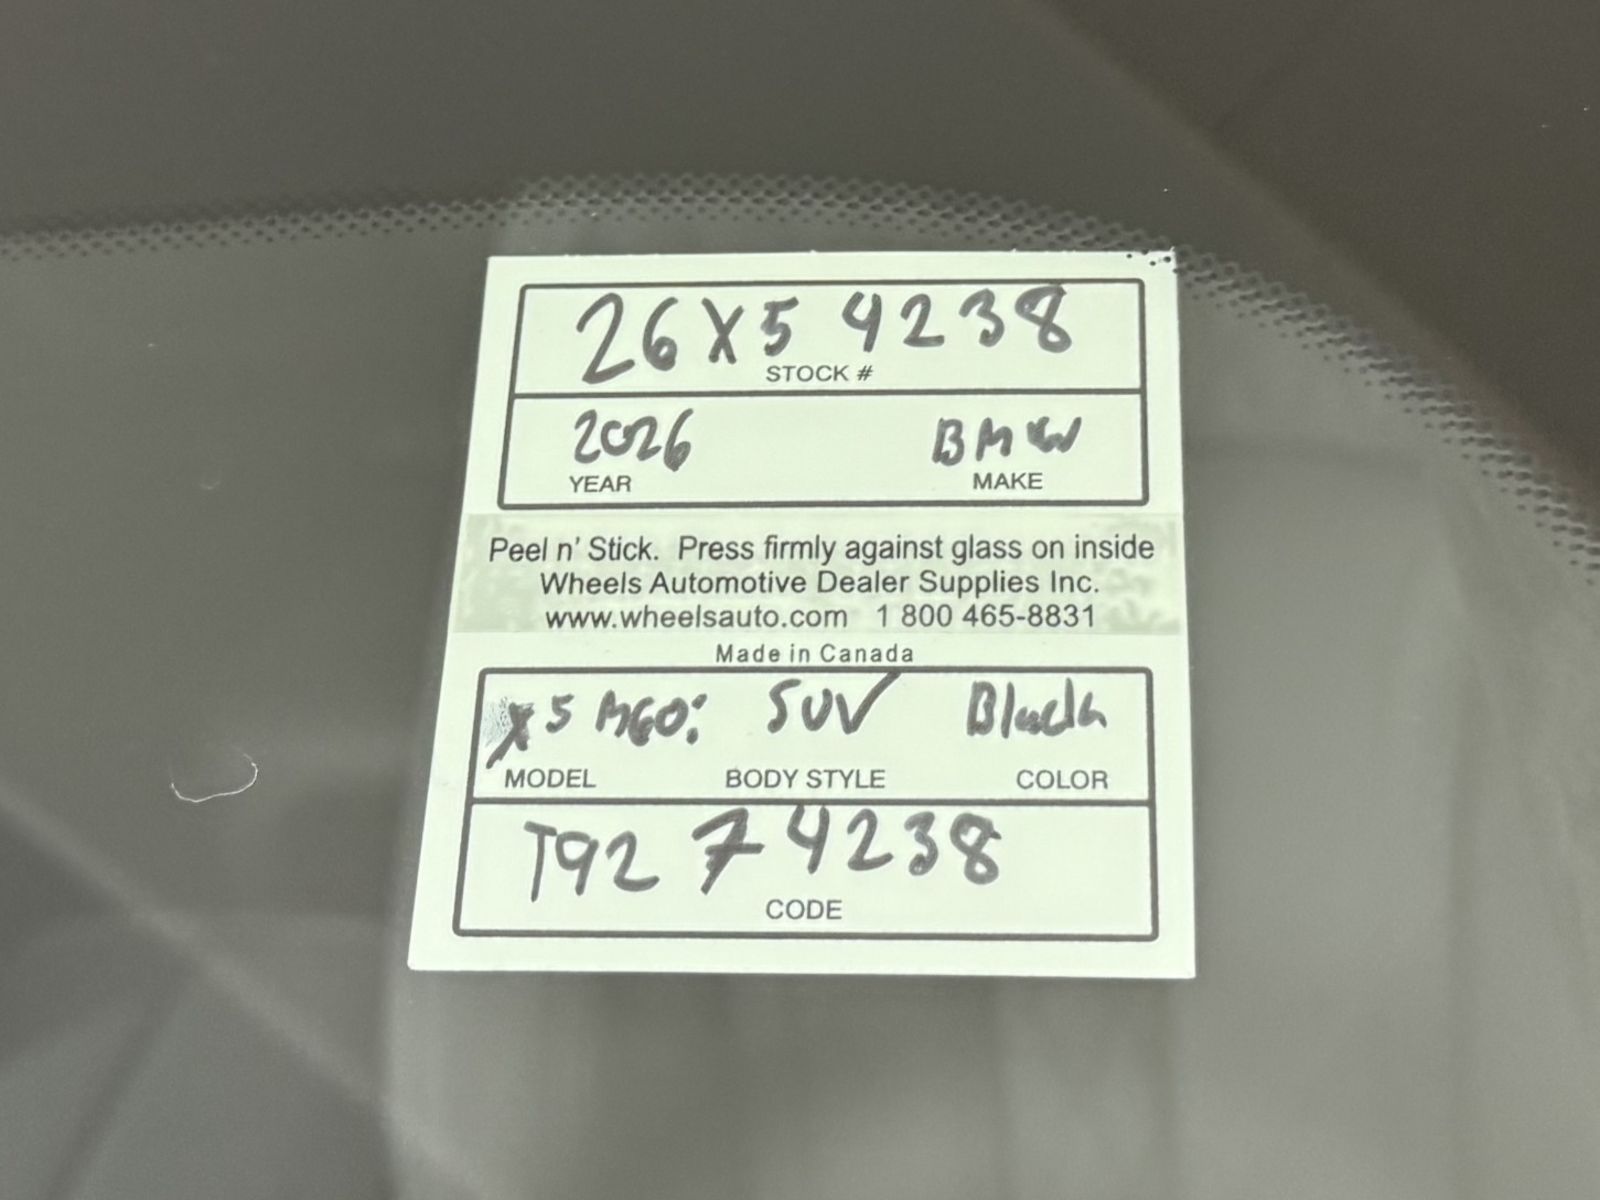 26X5 4238
STOCK #
2026 BMW
YEAR MAKE
Peel n' Stick. Press firmly against glass on inside
Wheels Automotive Dealer Supplies Inc.
www.wheelsauto.com 1 800 465-8831
Made in Canada
X5 M60i SUV Black
MODEL BODY STYLE COLOR
T92 74238
CODE